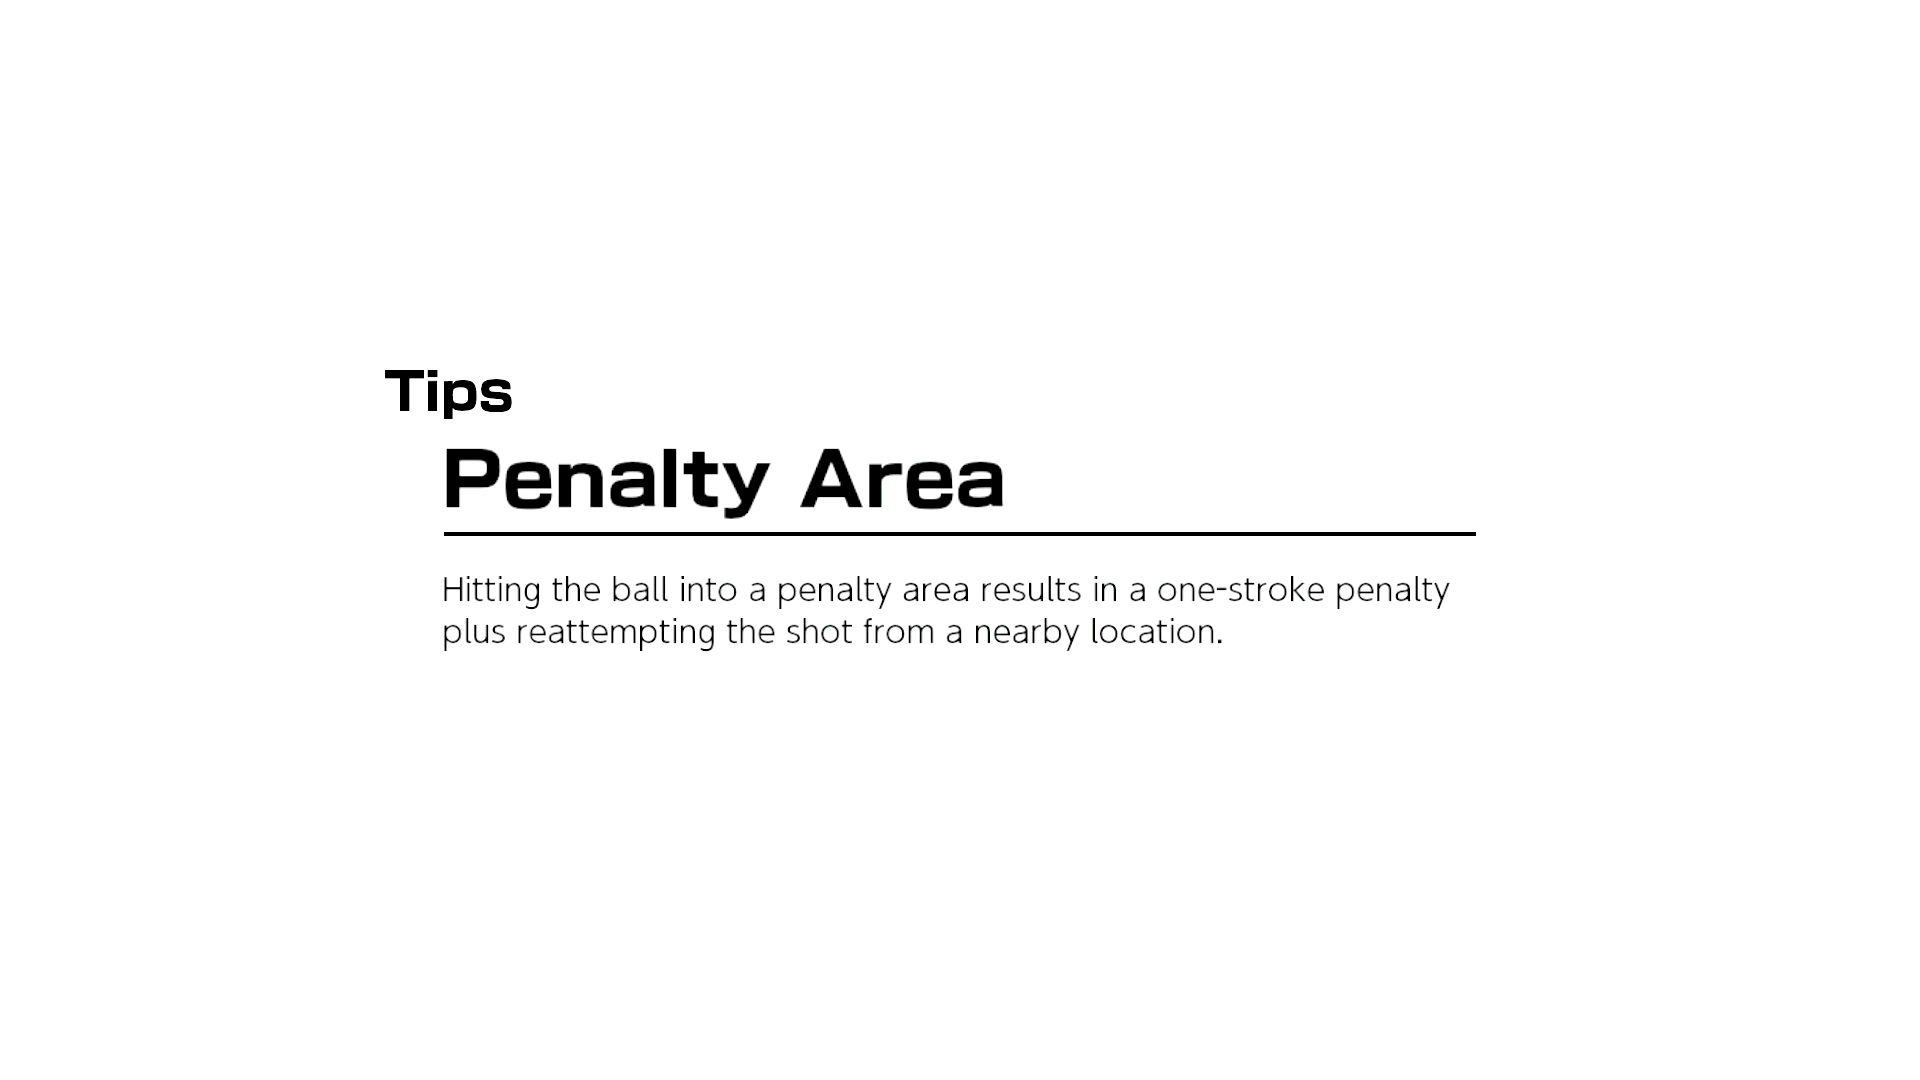 Tips
Penalty Area
Hitting the ball into a penalty area results in a one-stroke penalty
plus reattempting the shot from a nearby location.